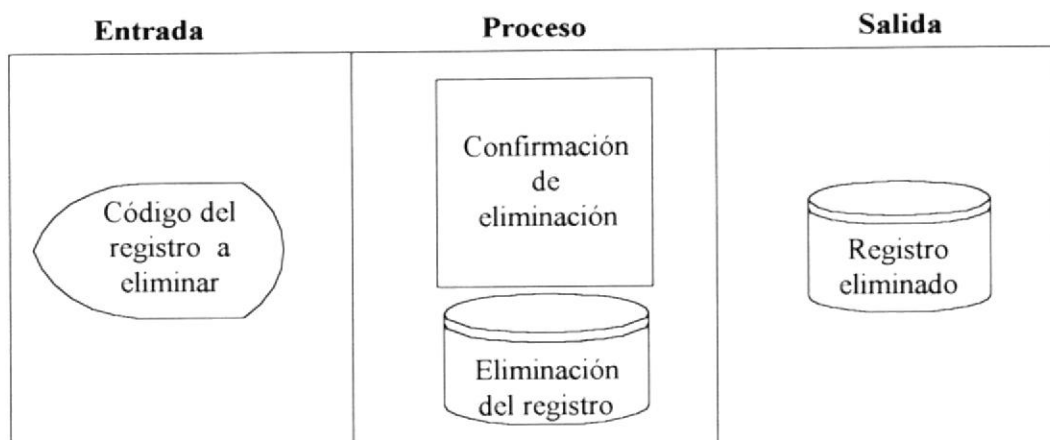 Entrada
Proceso
Salida
Código del
registro a
eliminar
Confirmación
de
eliminación
Eliminación
del registro
Registro
eliminado